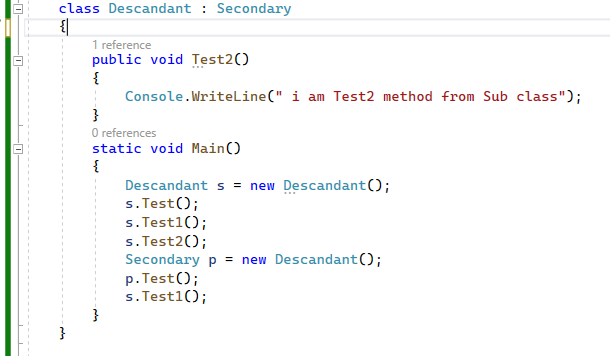 class Descandant : Secondary
{
1 reference
public void Test2()
{
Console.WriteLine(" i am Test2 method from Sub class");
}
0 references
static void Main()
{
Descandant s = new Descandant();
s.Test();
s.Test1();
s.Test2();
Secondary p = new Descandant();
p.Test();
s.Test1();
}
}